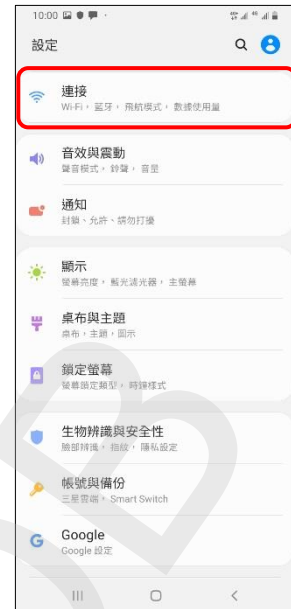 10:00
設定
連接
Wi-Fi, 藍牙, 飛航模式, 數據使用量
音效與震動
聲音模式, 鈴聲, 音量
通知
封鎖、允許、請勿打擾
顯示
螢幕亮度, 藍光濾光器, 主螢幕
桌布與主題
桌布, 主題, 圖示
鎖定螢幕
螢幕鎖定類型, 時鐘樣式
生物辨識與安全性
臉部辨識, 指紋, 隱私設定
帳號與備份
三星雲端, Smart Switch
Google
Google 設定